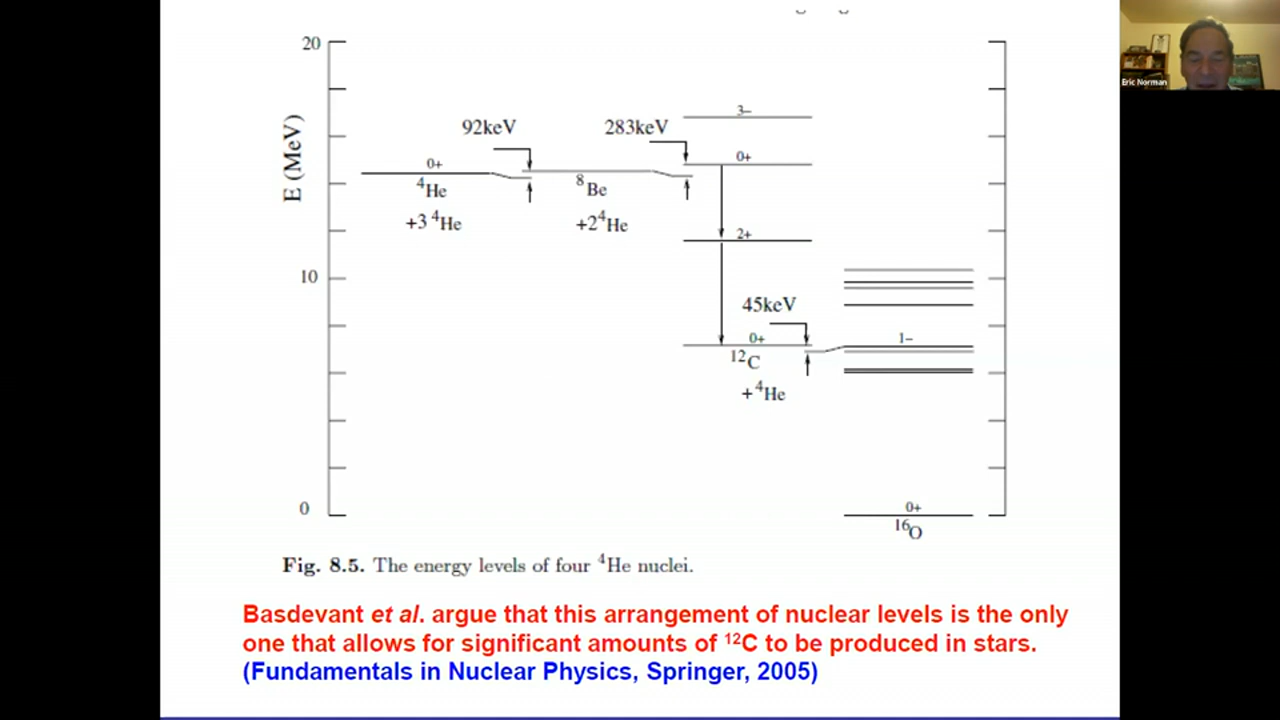 Eric Norman
20
E (MeV)
10
0
92keV
283keV
3–
0+
0+
⁴He
+3 ⁴He
⁸Be
+2⁴He
2+
45keV
0+
¹²C
+⁴He
1–
0+
¹⁶O
Fig. 8.5. The energy levels of four ⁴He nuclei.
Basdevant et al. argue that this arrangement of nuclear levels is the only
one that allows for significant amounts of ¹²C to be produced in stars.
(Fundamentals in Nuclear Physics, Springer, 2005)